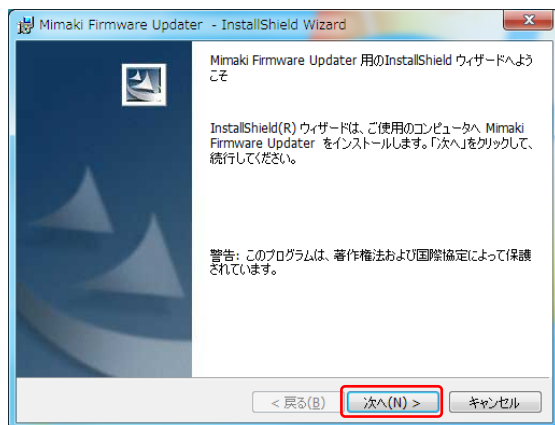 Mimaki Firmware Updater - InstallShield Wizard
Mimaki Firmware Updater 用のInstallShield ウィザードへよう
こそ
InstallShield(R) ウィザードは、ご使用のコンピュータへ Mimaki
Firmware Updater をインストールします。「次へ」をクリックして、
続行してください。
警告: このプログラムは、著作権法および国際協定によって保護
されています。
< 戻る(B)
次へ(N) >
キャンセル